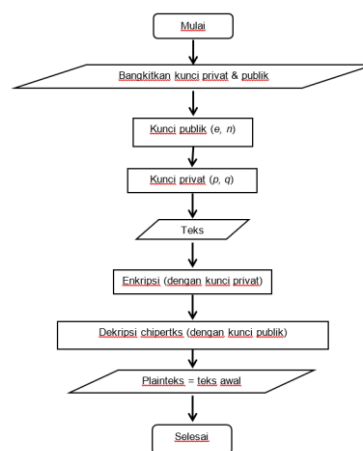 Mulai
Bangkitkan kunci privat & publik
Kunci publik (e, n)
Kunci privat (p, q)
Teks
Enkripsi (dengan kunci privat)
Dekripsi chipertks (dengan kunci publik)
Plainteks = teks awal
Selesai